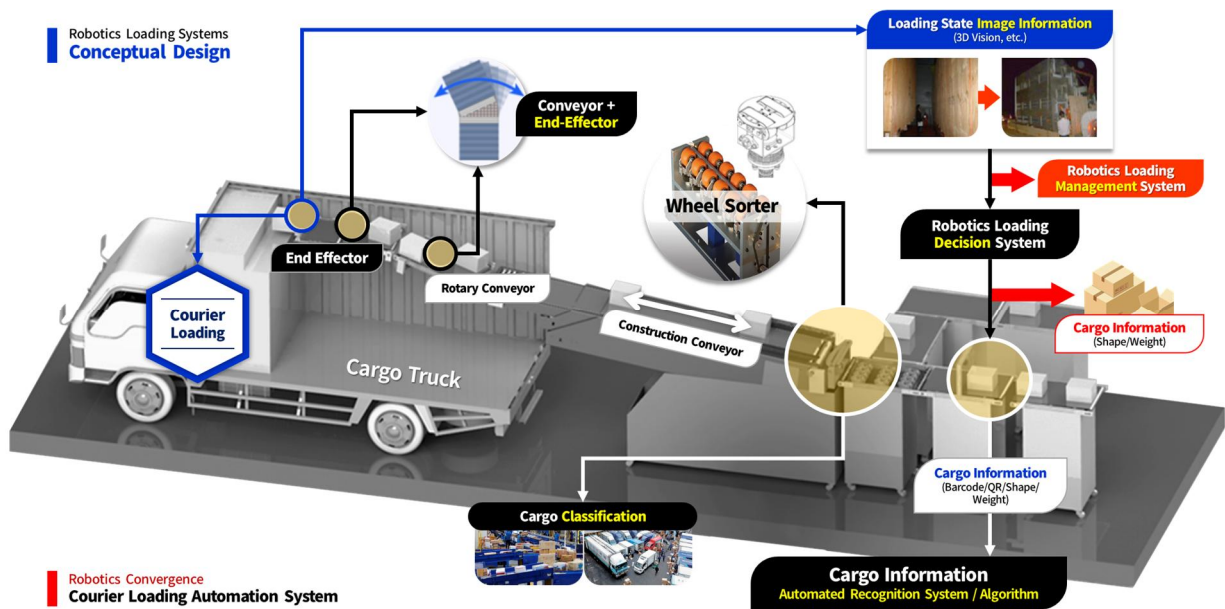 Robotics Loading Systems
Conceptual Design
Loading State Image Information
(3D Vision, etc.)
Conveyor +
End-Effector
Wheel Sorter
Robotics Loading
Management System
Robotics Loading
Decision System
End Effector
Rotary Conveyor
Courier
Loading
Construction Conveyor
Cargo Truck
Cargo Information
(Shape/Weight)
Cargo Information
(Barcode/QR/Shape/
Weight)
Cargo Classification
Cargo Information
Automated Recognition System / Algorithm
Robotics Convergence
Courier Loading Automation System